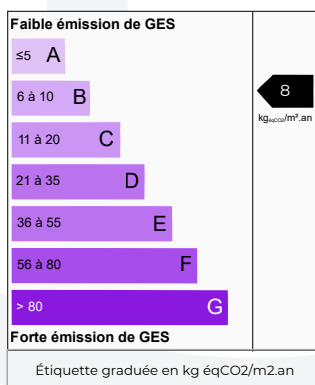 Faible émission de GES
≤5 A
6 à 10 B
8
kgéqCO2/m².an
11 à 20 C
21 à 35 D
36 à 55 E
56 à 80 F
> 80 G
Forte émission de GES
Étiquette graduée en kg éqCO2/m2.an